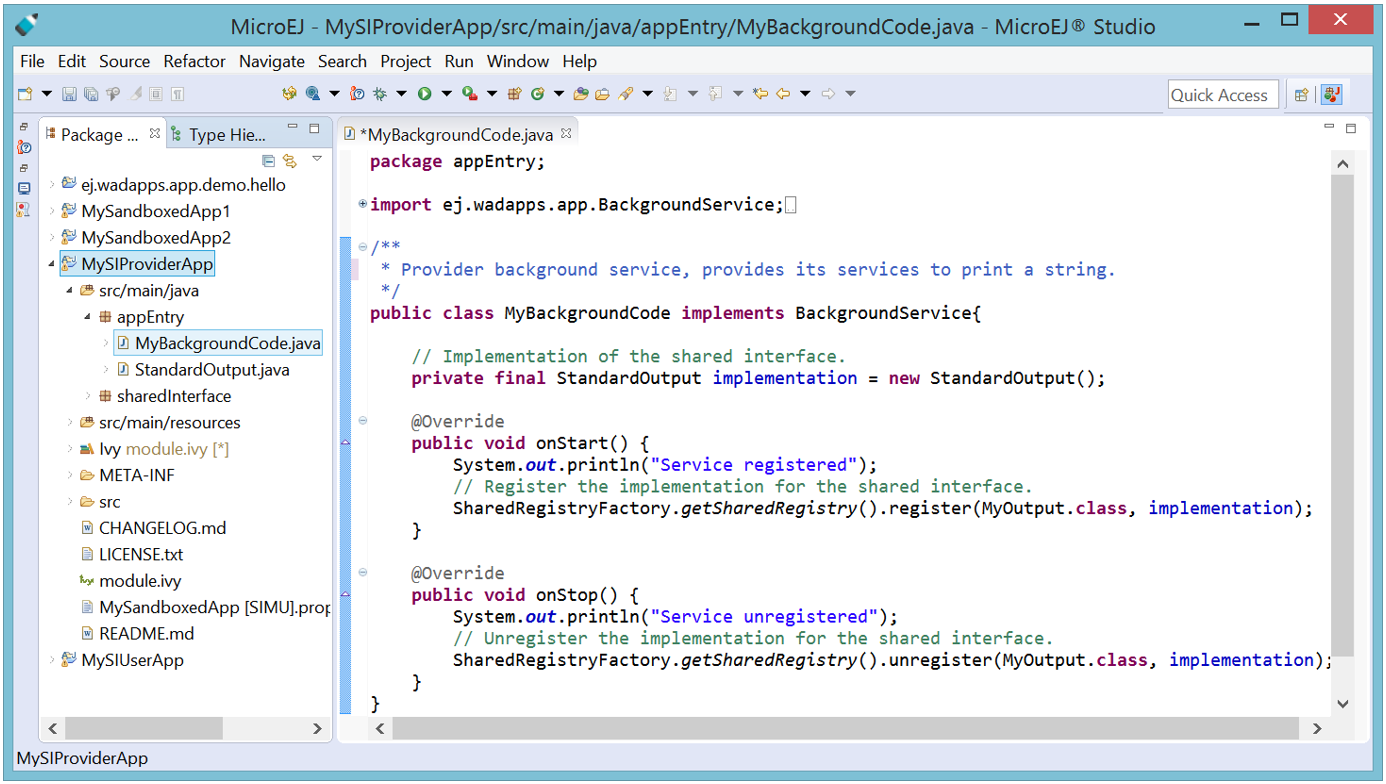 MicroEJ - MySIProviderApp/src/main/java/appEntry/MyBackgroundCode.java - MicroEJ® Studio
File Edit Source Refactor Navigate Search Project Run Window Help
Quick Access
Package ... Type Hie...
ej.wadapps.app.demo.hello
MySandboxedApp1
MySandboxedApp2
MySIProviderApp
src/main/java
appEntry
MyBackgroundCode.java
StandardOutput.java
sharedInterface
src/main/resources
Ivy module.ivy [*]
META-INF
src
CHANGELOG.md
LICENSE.txt
module.ivy
MySandboxedApp [SIMU].prop
README.md
MySIUserApp
*MyBackgroundCode.java
package appEntry;
import ej.wadapps.app.BackgroundService;
/**
 * Provider background service, provides its services to print a string.
 */
public class MyBackgroundCode implements BackgroundService{
    // Implementation of the shared interface.
    private final StandardOutput implementation = new StandardOutput();
    @Override
    public void onStart() {
        System.out.println("Service registered");
        // Register the implementation for the shared interface.
        SharedRegistryFactory.getSharedRegistry().register(MyOutput.class, implementation);
    }
    @Override
    public void onStop() {
        System.out.println("Service unregistered");
        // Unregister the implementation for the shared interface.
        SharedRegistryFactory.getSharedRegistry().unregister(MyOutput.class, implementation);
    }
}
MySIProviderApp